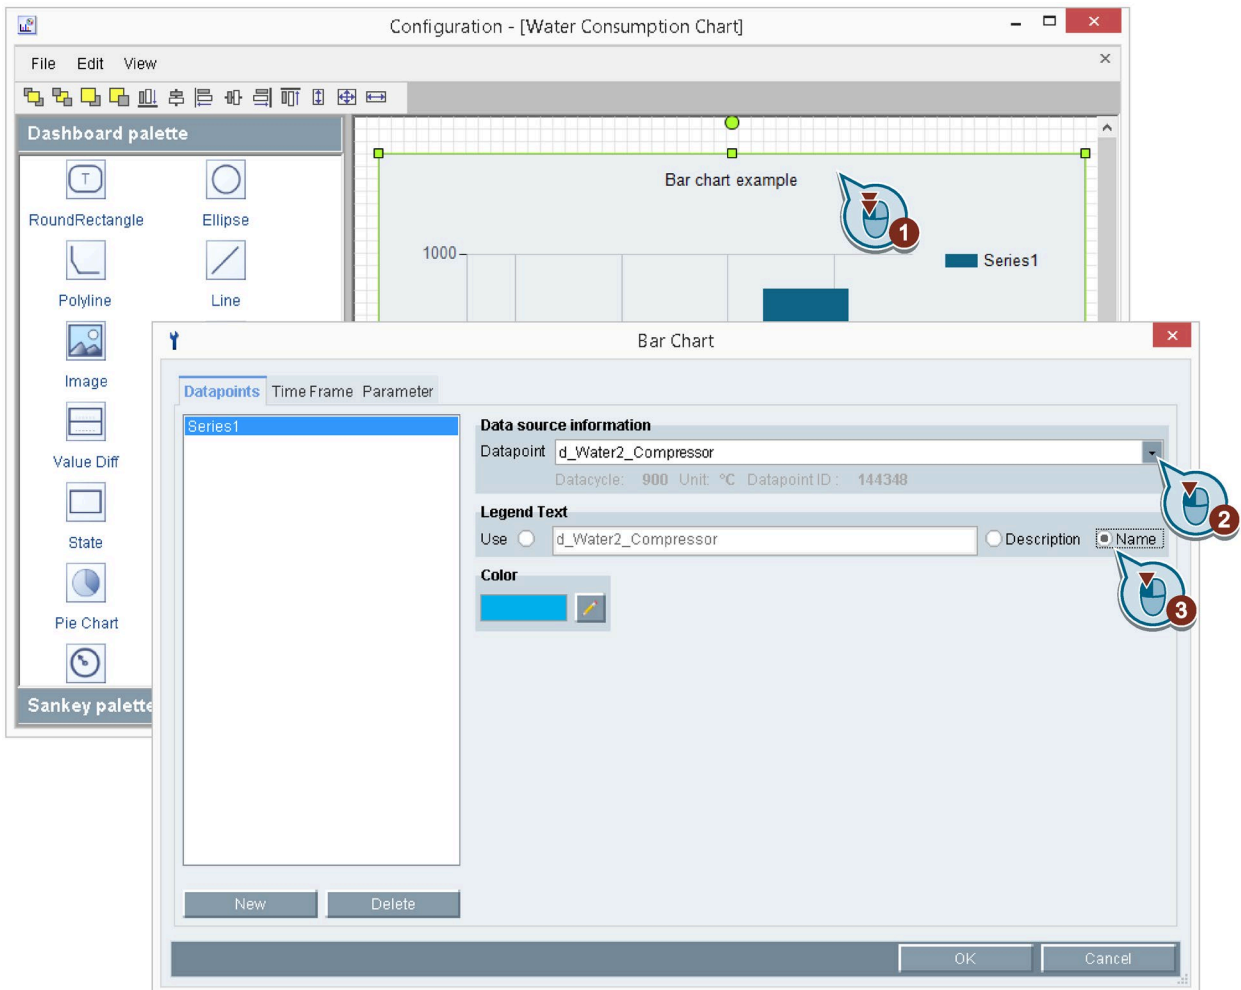 Configuration - [Water Consumption Chart]
File Edit View
Dashboard palette
T
RoundRectangle Ellipse
Polyline Line
Image
Value Diff
State
Pie Chart
Sankey palette
Bar chart example
1
1000
Series1
Bar Chart
Datapoints Time Frame Parameter
Series1
Data source information
Datapoint d_Water2_Compressor
Datacycle: 900 Unit: °C Datapoint ID : 144348
2
Legend Text
Use d_Water2_Compressor Description Name
3
Color
New Delete
OK Cancel